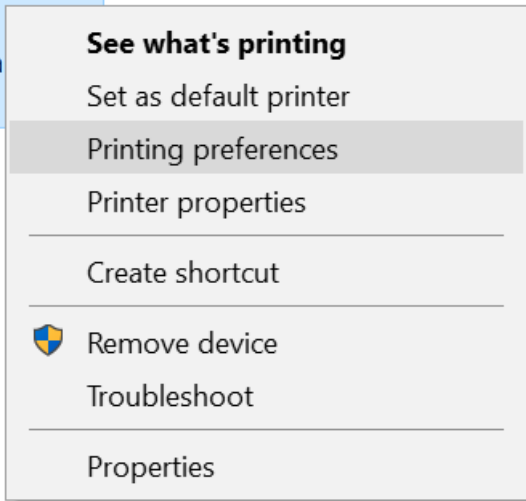 See what's printing
Set as default printer
Printing preferences
Printer properties
Create shortcut
Remove device
Troubleshoot
Properties